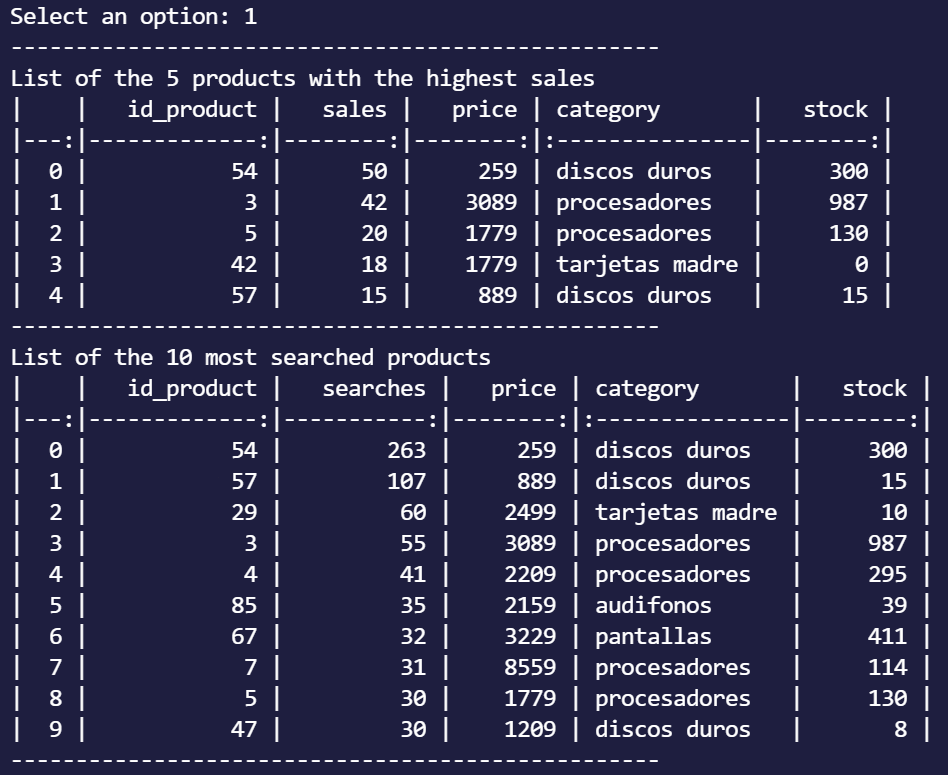 Select an option: 1
--------------------------------------------------
List of the 5 products with the highest sales
|    |   id_product |   sales |   price | category       |   stock |
|---:|-------------:|--------:|--------:|:---------------|--------:|
|  0 |           54 |      50 |     259 | discos duros   |     300 |
|  1 |            3 |      42 |    3089 | procesadores   |     987 |
|  2 |            5 |      20 |    1779 | procesadores   |     130 |
|  3 |           42 |      18 |    1779 | tarjetas madre |       0 |
|  4 |           57 |      15 |     889 | discos duros   |      15 |
--------------------------------------------------
List of the 10 most searched products
|    |   id_product |   searches |   price | category       |   stock |
|---:|-------------:|-----------:|--------:|:---------------|--------:|
|  0 |           54 |        263 |     259 | discos duros   |     300 |
|  1 |           57 |        107 |     889 | discos duros   |      15 |
|  2 |           29 |         60 |    2499 | tarjetas madre |      10 |
|  3 |            3 |         55 |    3089 | procesadores   |     987 |
|  4 |            4 |         41 |    2209 | procesadores   |     295 |
|  5 |           85 |         35 |    2159 | audifonos      |      39 |
|  6 |           67 |         32 |    3229 | pantallas      |     411 |
|  7 |            7 |         31 |    8559 | procesadores   |     114 |
|  8 |            5 |         30 |    1779 | procesadores   |     130 |
|  9 |           47 |         30 |    1209 | discos duros   |       8 |
--------------------------------------------------